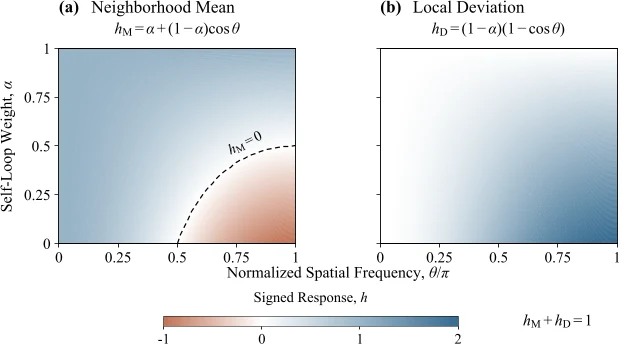 (a) Neighborhood Mean
h_M = α + (1 − α)cos θ
(b) Local Deviation
h_D = (1 − α)(1 − cos θ)
Self-Loop Weight, α
1
0.75
0.5
0.25
0
h_M = 0
0 0.25 0.5 0.75 1
0 0.25 0.5 0.75 1
Normalized Spatial Frequency, θ/π
Signed Response, h
-1 0 1 2
h_M + h_D = 1